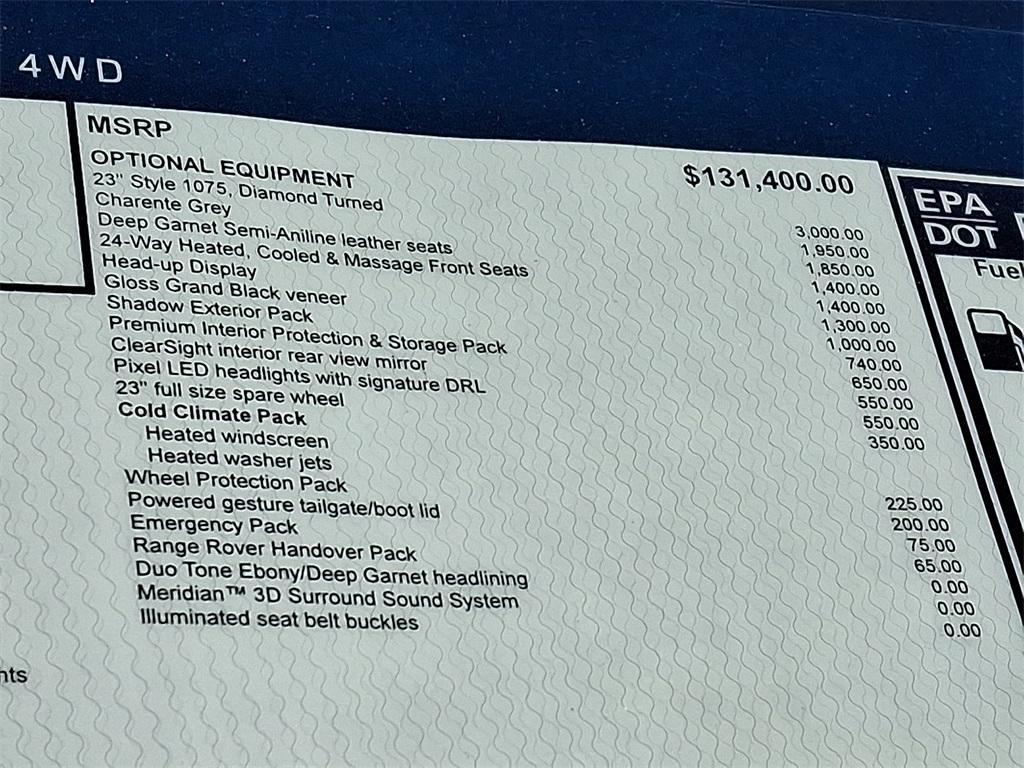 4WD
MSRP $131,400.00
OPTIONAL EQUIPMENT
23" Style 1075, Diamond Turned 3,000.00
Charente Grey 1,950.00
Deep Garnet Semi-Aniline leather seats 1,850.00
24-Way Heated, Cooled & Massage Front Seats 1,400.00
Head-up Display 1,400.00
Gloss Grand Black veneer 1,300.00
Shadow Exterior Pack 1,000.00
Premium Interior Protection & Storage Pack 740.00
ClearSight interior rear view mirror 650.00
Pixel LED headlights with signature DRL 550.00
23" full size spare wheel 550.00
Cold Climate Pack 350.00
Heated windscreen
Heated washer jets
Wheel Protection Pack 225.00
Powered gesture tailgate/boot lid 200.00
Emergency Pack 75.00
Range Rover Handover Pack 65.00
Duo Tone Ebony/Deep Garnet headlining 0.00
Meridian™ 3D Surround Sound System 0.00
Illuminated seat belt buckles 0.00
EPA
DOT
Fuel
nts